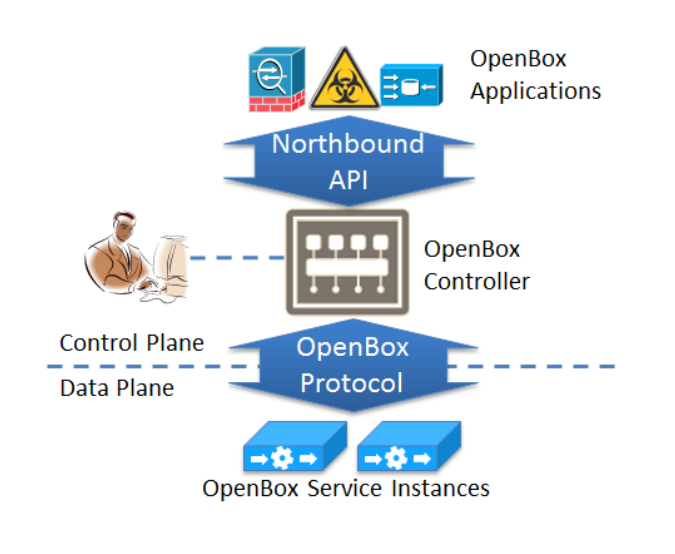 OpenBox
Applications
Northbound
API
OpenBox
Controller
Control Plane
OpenBox
Protocol
Data Plane
OpenBox Service Instances